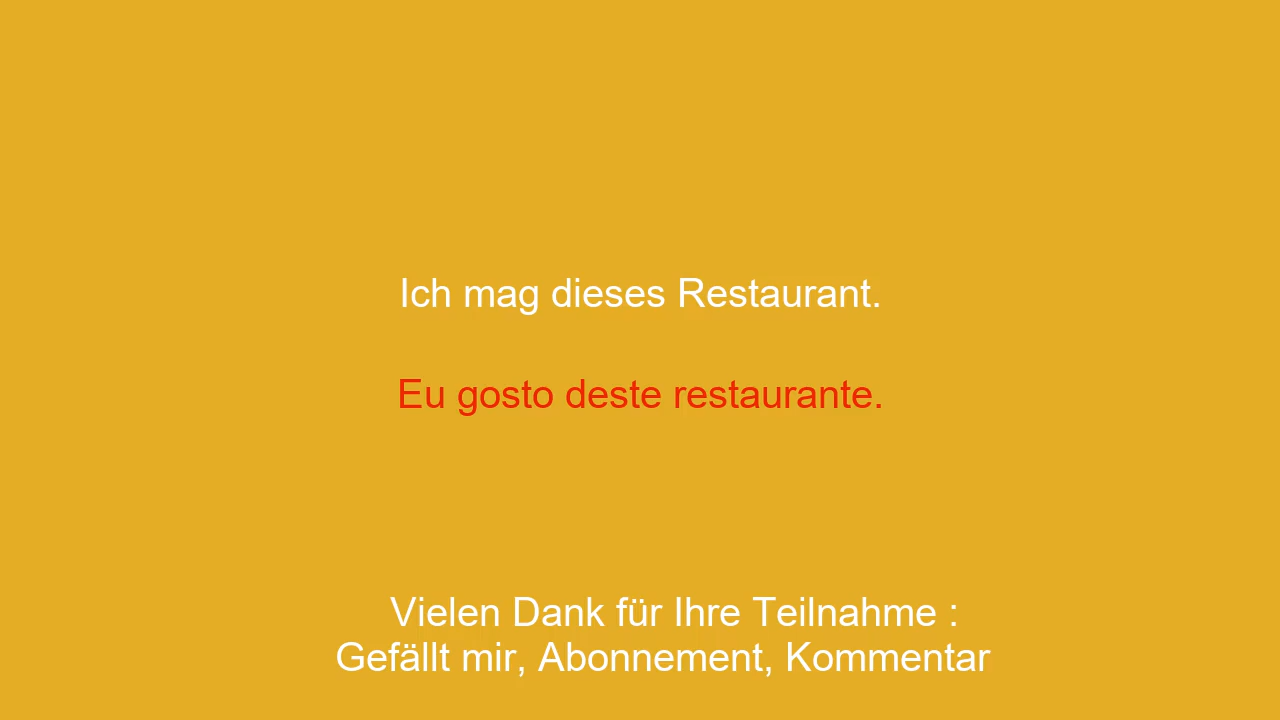 Ich mag dieses Restaurant.
Eu gosto deste restaurante.
Vielen Dank für Ihre Teilnahme :
Gefällt mir, Abonnement, Kommentar